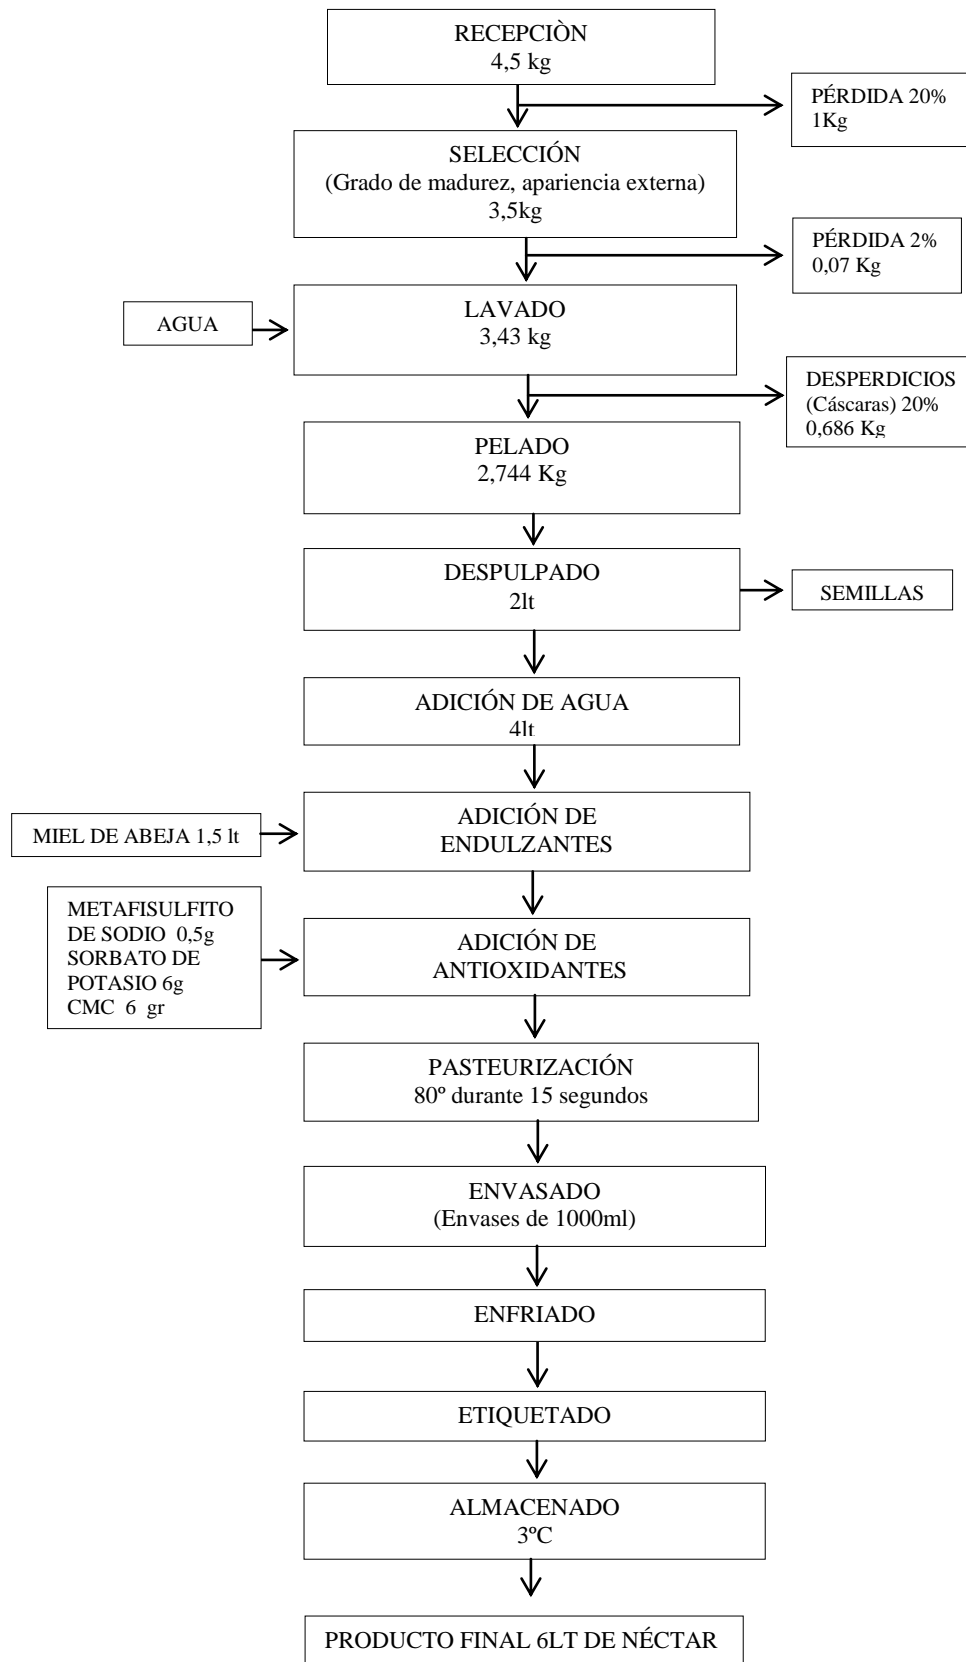 RECEPCIÒN
4,5 kg
PÉRDIDA 20%
1Kg
SELECCIÓN
(Grado de madurez, apariencia externa)
3,5kg
PÉRDIDA 2%
0,07 Kg
AGUA
LAVADO
3,43 kg
DESPERDICIOS
(Cáscaras) 20%
0,686 Kg
PELADO
2,744 Kg
DESPULPADO
2lt
SEMILLAS
ADICIÓN DE AGUA
4lt
MIEL DE ABEJA 1,5 lt
ADICIÓN DE
ENDULZANTES
METAFISULFITO
DE SODIO  0,5g
SORBATO DE
POTASIO 6g
CMC  6  gr
ADICIÓN DE
ANTIOXIDANTES
PASTEURIZACIÓN
80º durante 15 segundos
ENVASADO
(Envases de 1000ml)
ENFRIADO
ETIQUETADO
ALMACENADO
3ºC
PRODUCTO FINAL 6LT DE NÉCTAR